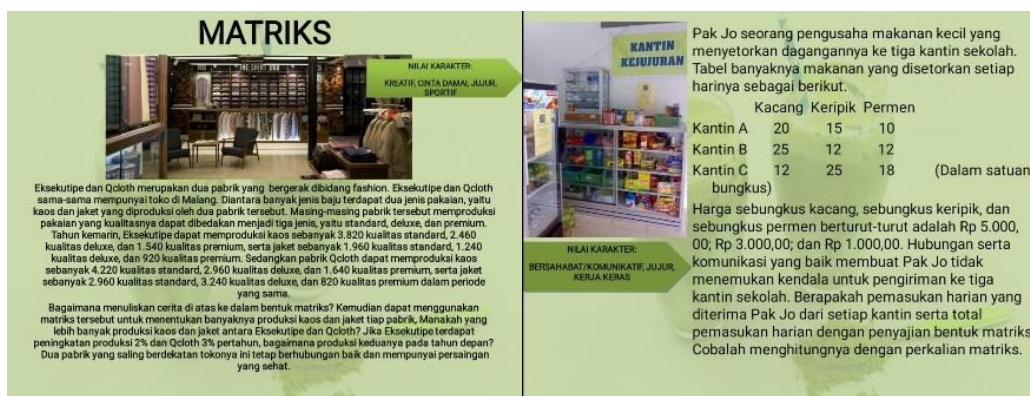 MATRIKS
THE SHIRT BAR
NILAI KARAKTER:
KREATIF, CINTA DAMAI, JUJUR,
SPORTIF
Eksekutipe dan Qcloth merupakan dua pabrik yang bergerak dibidang fashion. Eksekutipe dan Qcloth
sama-sama mempunyai toko di Malang. Diantara banyak jenis baju terdapat dua jenis pakaian, yaitu
kaos dan jaket yang diproduksi oleh dua pabrik tersebut. Masing-masing pabrik tersebut memproduksi
pakaian yang kualitasnya dapat dibedakan menjadi tiga jenis, yaitu standard, deluxe, dan premium.
Tahun kemarin, Eksekutipe dapat memproduksi kaos sebanyak 3.820 kualitas standard, 2.460
kualitas deluxe, dan 1.540 kualitas premium, serta jaket sebanyak 1.960 kualitas standard, 1.240
kualitas deluxe, dan 920 kualitas premium. Sedangkan pabrik Qcloth dapat memproduksi kaos
sebanyak 4.220 kualitas standard, 2.960 kualitas deluxe, dan 1.640 kualitas premium, serta jaket
sebanyak 2.960 kualitas standard, 3.240 kualitas deluxe, dan 820 kualitas premium dalam periode
yang sama.
Bagaimana menuliskan cerita di atas ke dalam bentuk matriks? Kemudian dapat menggunakan
matriks tersebut untuk menentukan banyaknya produksi kaos dan jaket tiap pabrik, Manakah yang
lebih banyak produksi kaos dan jaket antara Eksekutipe dan Qcloth? Jika Eksekutipe terdapat
peningkatan produksi 2% dan Qcloth 3% pertahun, bagaimana produksi keduanya pada tahun depan?
Dua pabrik yang saling berdekatan tokonya ini tetap berhubungan baik dan mempunyai persaingan
yang sehat.
KANTIN
KEJUJURAN
NILAI KARAKTER:
BERSAHABAT/KOMUNIKATIF, JUJUR,
KERJA KERAS
Pak Jo seorang pengusaha makanan kecil yang
menyetorkan dagangannya ke tiga kantin sekolah.
Tabel banyaknya makanan yang disetorkan setiap
harinya sebagai berikut.
Kacang Keripik Permen
Kantin A 20 15 10
Kantin B 25 12 12
Kantin C 12 25 18 (Dalam satuan
bungkus)
Harga sebungkus kacang, sebungkus keripik, dan
sebungkus permen berturut-turut adalah Rp 5.000,
00; Rp 3.000,00; dan Rp 1.000,00. Hubungan serta
komunikasi yang baik membuat Pak Jo tidak
menemukan kendala untuk pengiriman ke tiga
kantin sekolah. Berapakah pemasukan harian yang
diterima Pak Jo dari setiap kantin serta total
pemasukan harian dengan penyajian bentuk matriks
Cobalah menghitungnya dengan perkalian matriks.